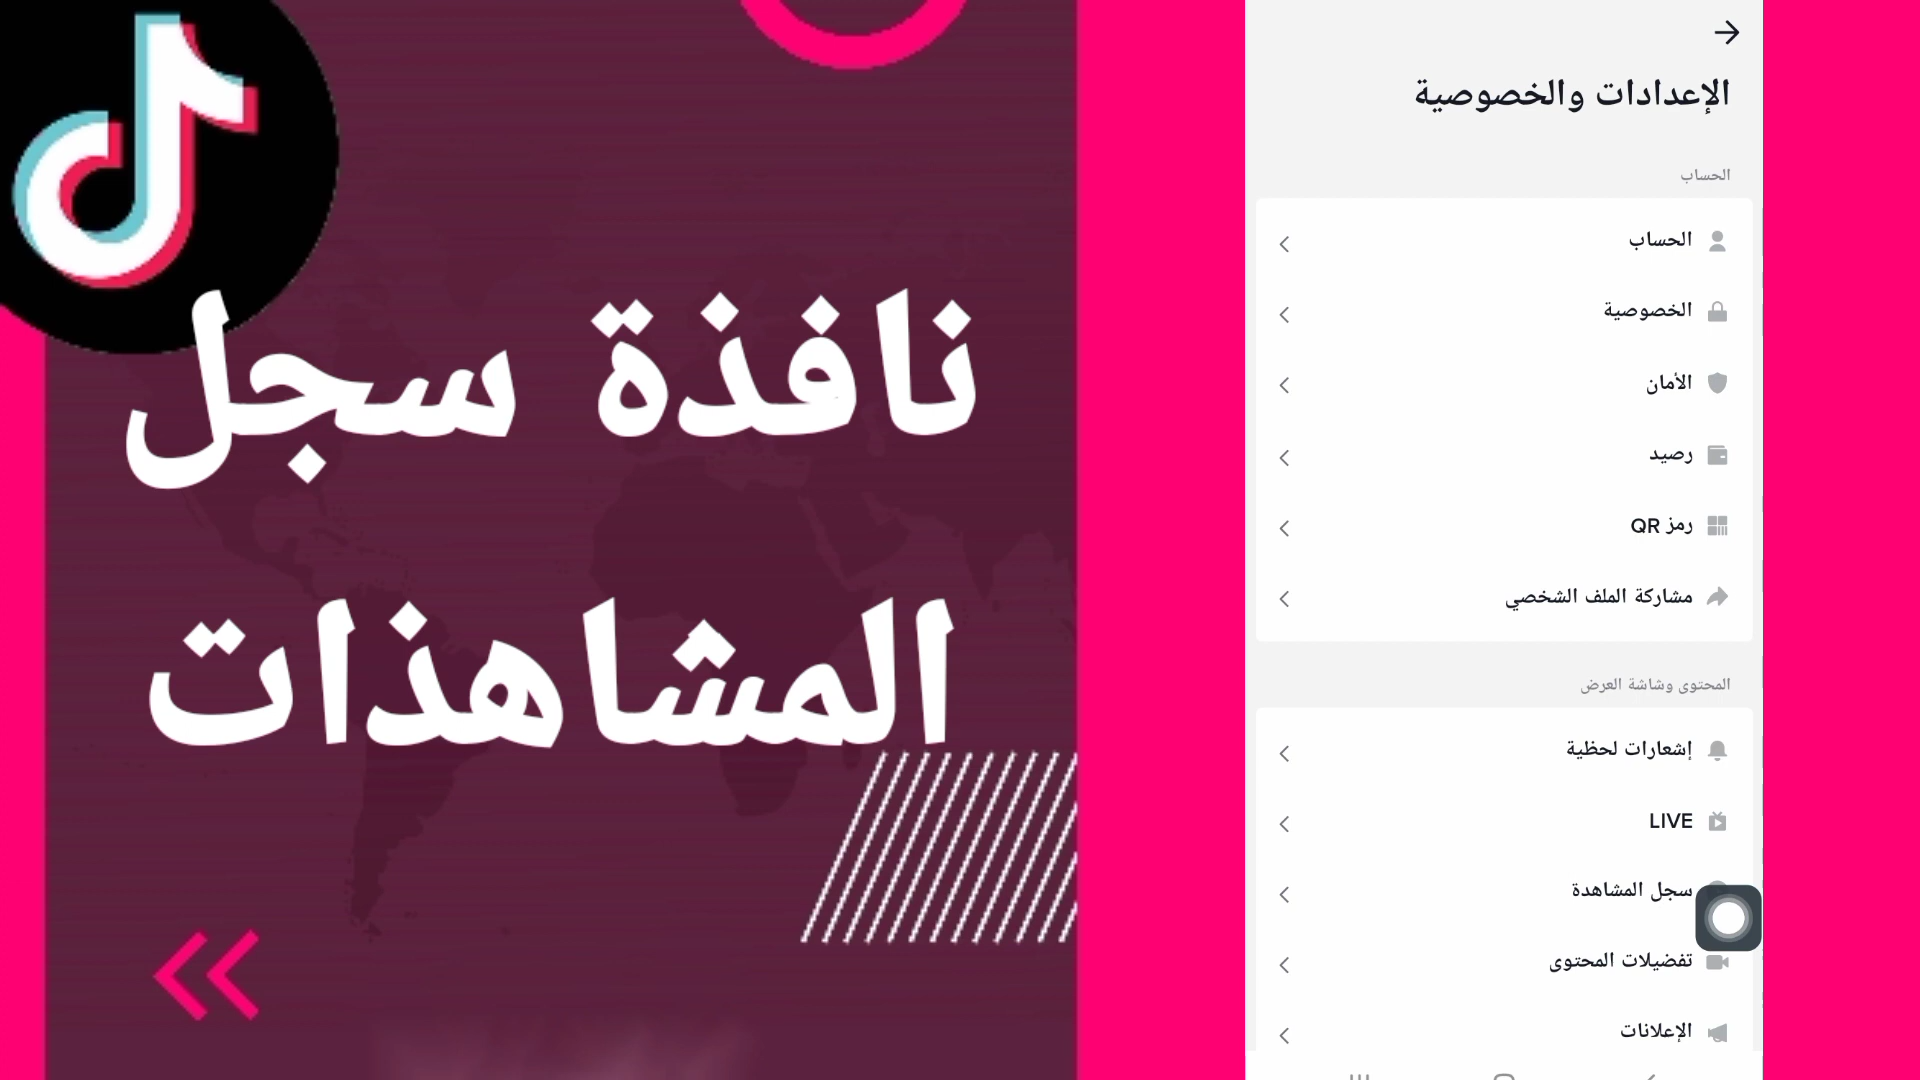 نافذة سجل
المشاهذات
الإعدادات والخصوصية
الحساب
الحساب
الخصوصية
الأمان
رصيد
رمز QR
مشاركة الملف الشخصي
المحتوى وشاشة العرض
إشعارات لحظية
LIVE
سجل المشاهدة
تفضيلات المحتوى
الإعلانات